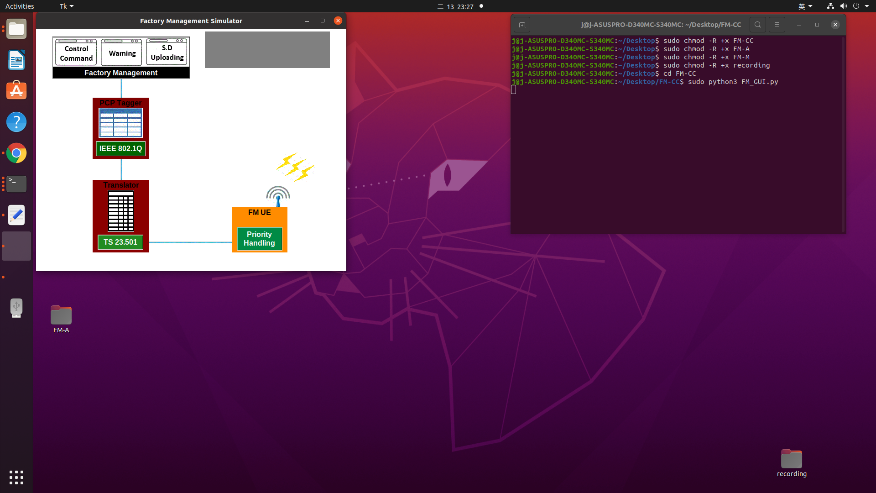 Activities
Tk
二 13 23:27
英
Factory Management Simulator
Control
Command
Warning
S.D
Uploading
Factory Management
PCP Tagger
IEEE 802.1Q
Translator
TS 23.501
FM UE
Priority
Handling
j@j-ASUSPRO-D340MC-S340MC: ~/Desktop/FM-CC
j@j-ASUSPRO-D340MC-S340MC:~/Desktop$ sudo chmod -R +x FM-CC
j@j-ASUSPRO-D340MC-S340MC:~/Desktop$ sudo chmod -R +x FM-A
j@j-ASUSPRO-D340MC-S340MC:~/Desktop$ sudo chmod -R +x FM-M
j@j-ASUSPRO-D340MC-S340MC:~/Desktop$ sudo chmod -R +x recording
j@j-ASUSPRO-D340MC-S340MC:~/Desktop$ cd FM-CC
j@j-ASUSPRO-D340MC-S340MC:~/Desktop/FM-CC$ sudo python3 FM_GUI.py
FM-A
recording